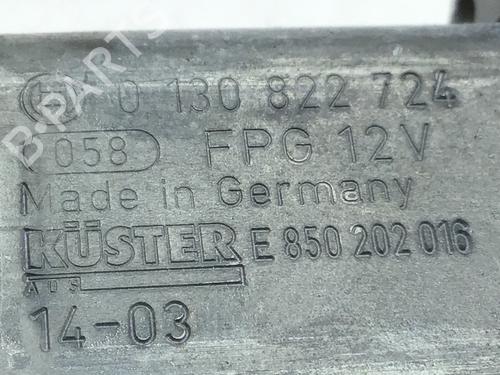 0 130 822 724
058 FPG 12V
Made in Germany
KÜSTER E 850 202 016
14-03